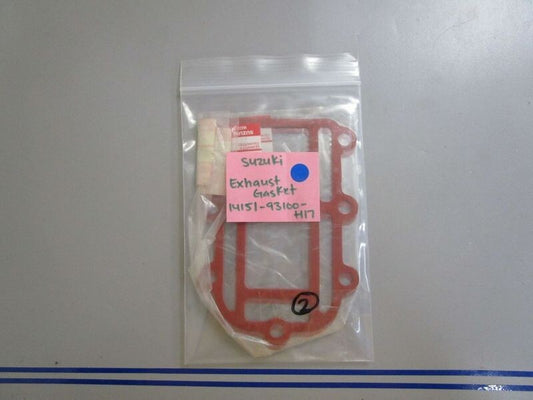 suzuki
Exhaust
Gasket
14151-93100-
H17
2